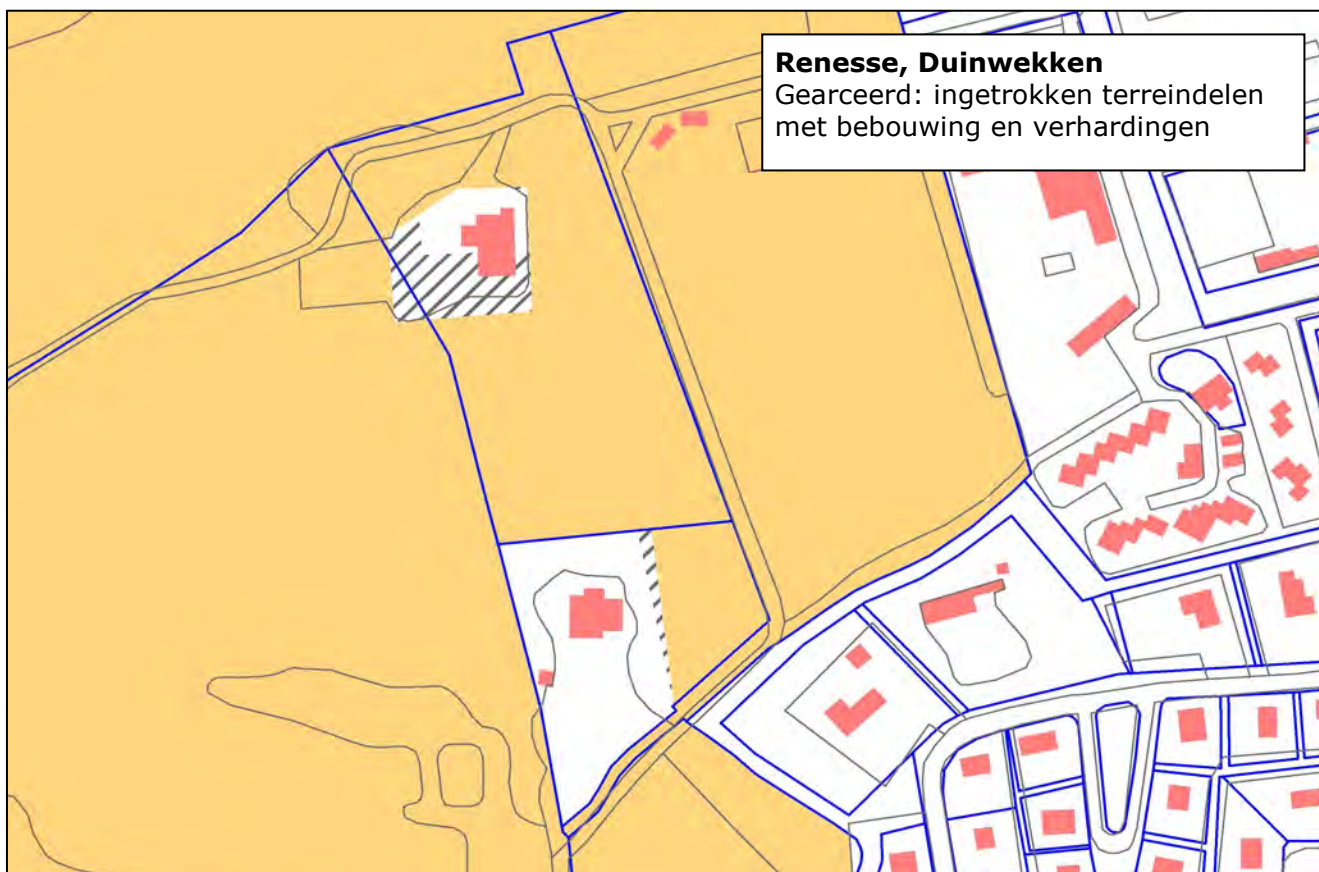 Renesse, Duinwekken
Gearceerd: ingetrokken terreindelen
met bebouwing en verhardingen